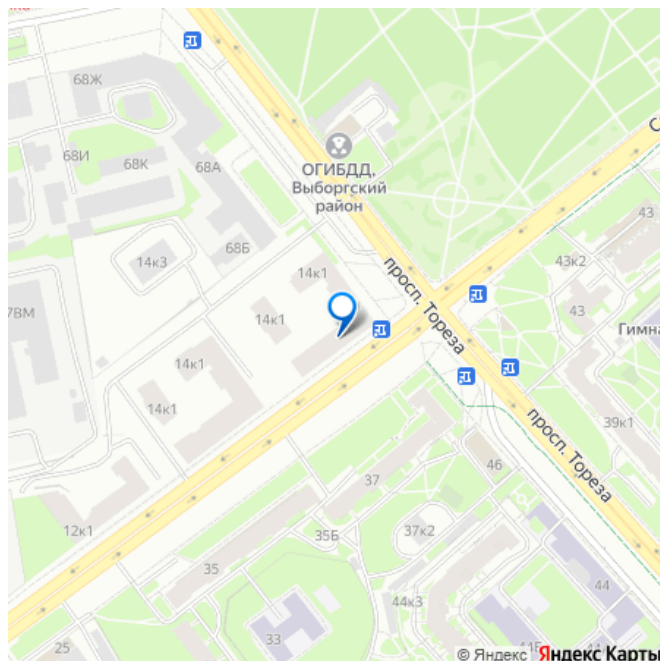 68Ж
68И
68К
68А
ОГИБДД,
Выборгский
район
68Б
14к3
14к1
43
43к2
просп. Тореза
7ВМ
14к1
43
Гимна
14к1
14к1
39к1
просп. Тореза
46
37
12к1
35Б
37к2
35
44
44к3
33
25
© Яндекс Яндекс Карты